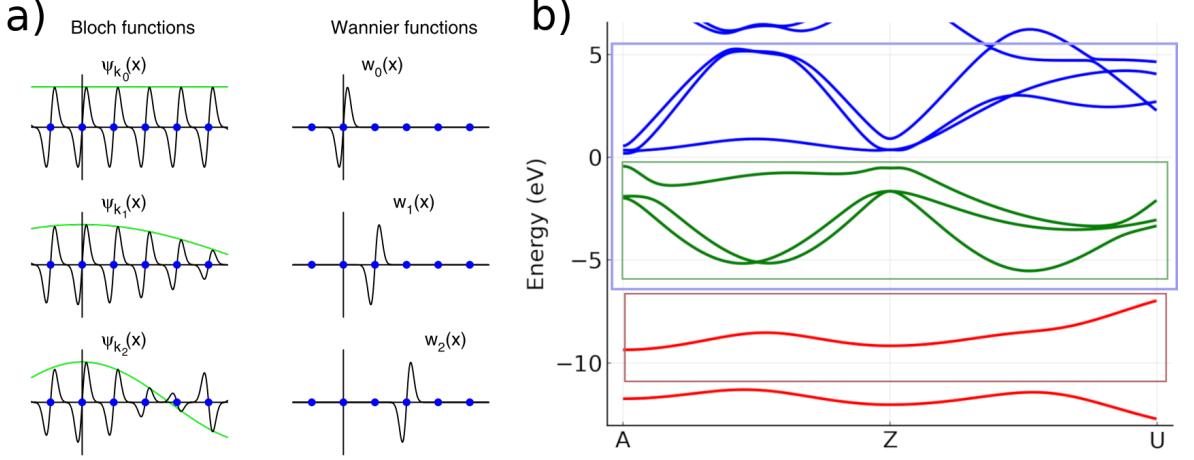 a)
Bloch functions
Wannier functions
ψk0(x)
w0(x)
ψk1(x)
w1(x)
ψk2(x)
w2(x)
b)
Energy (eV)
5
0
−5
−10
A
Z
U